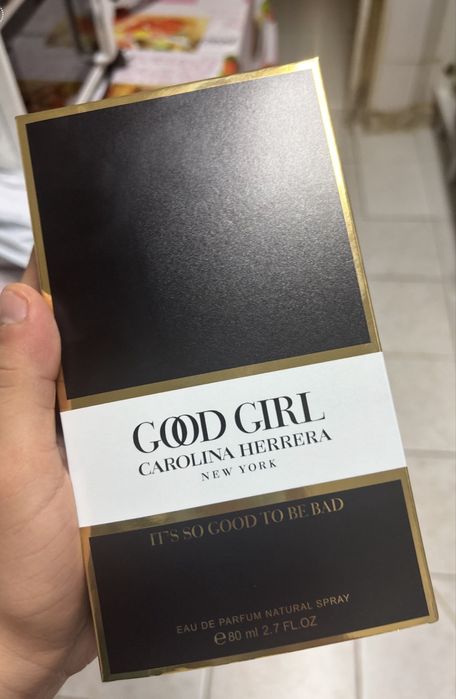 GOOD GIRL
CAROLINA HERRERA
NEW YORK
IT'S SO GOOD TO BE BAD
EAU DE PARFUM NATURAL SPRAY
℮80 ml 2.7 FL.OZ